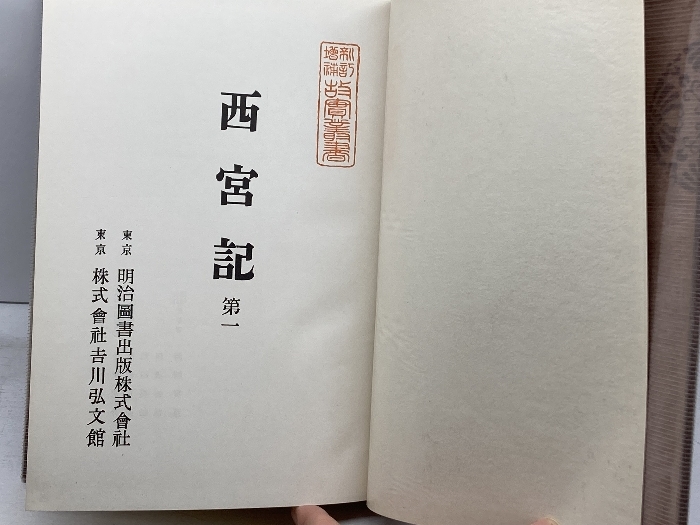 新訂
增補
故實叢書
西宮記 第一
東京 明治圖書出版株式會社
東京 株式會社吉川弘文館